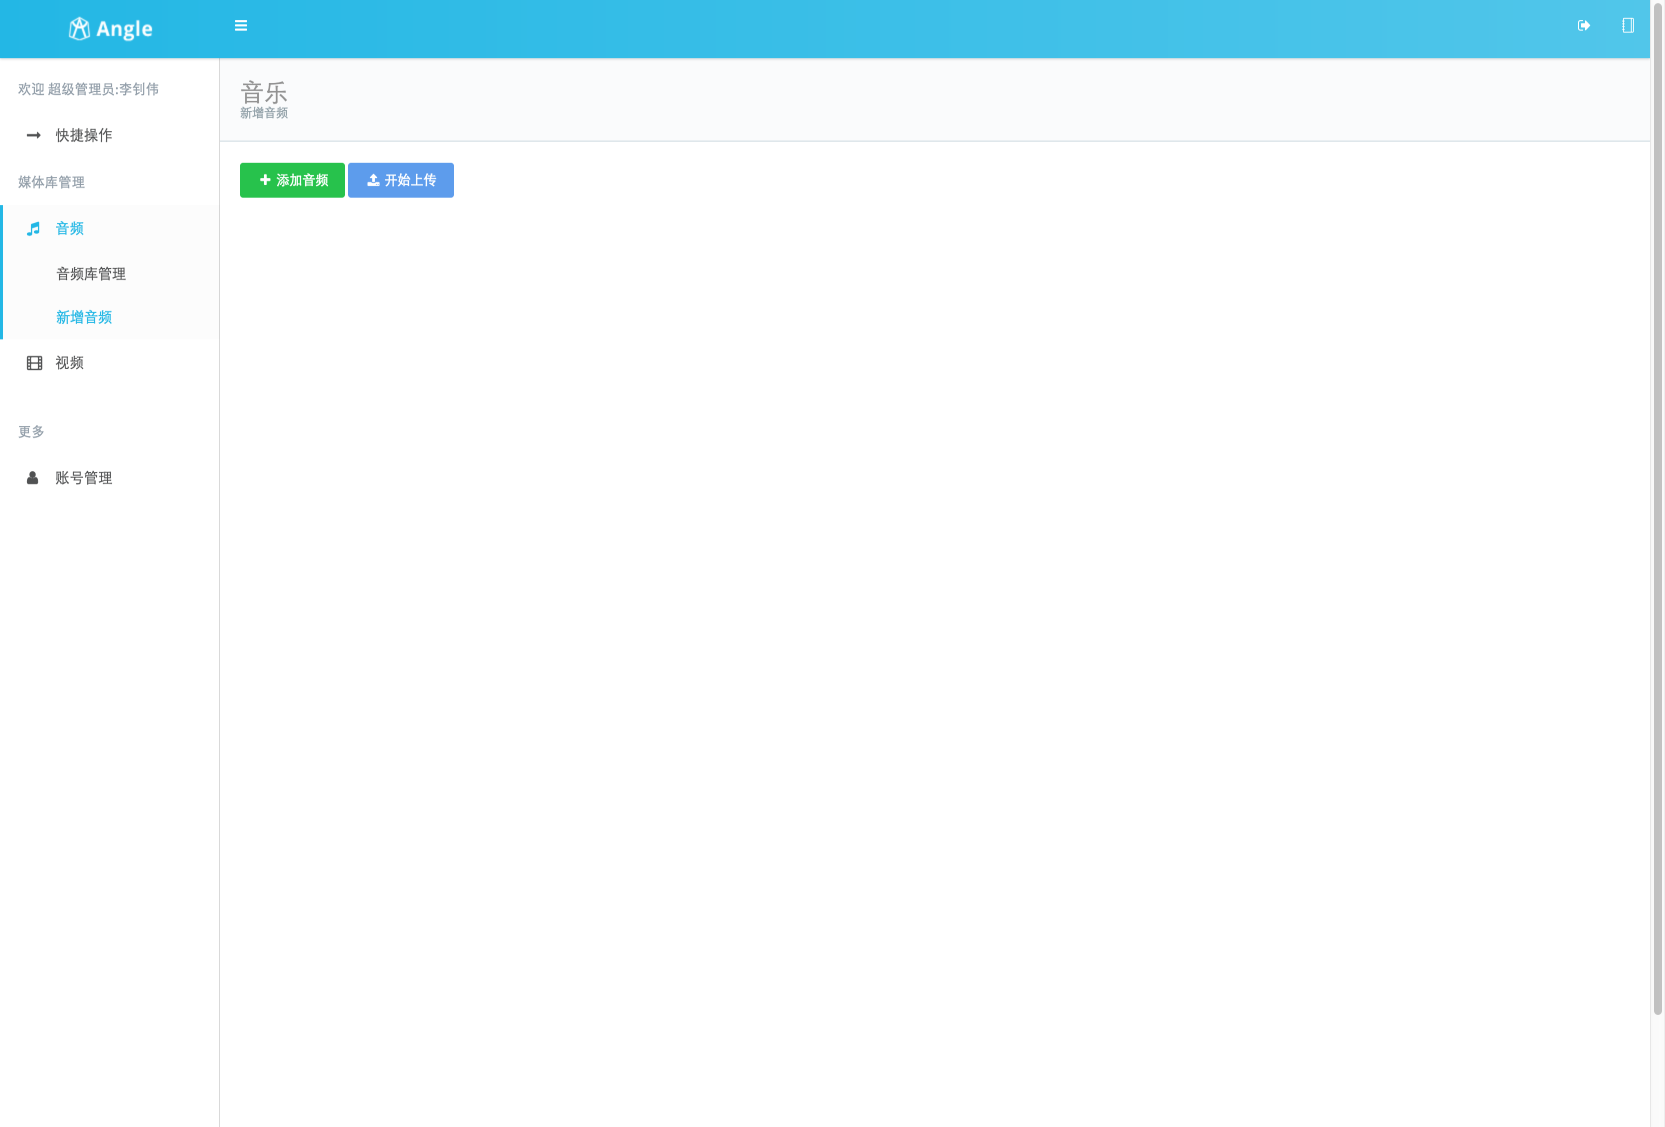 Angle
欢迎 超级管理员:李钊伟
快捷操作
媒体库管理
音频
音频库管理
新增音频
视频
更多
账号管理
音乐
新增音频
添加音频
开始上传